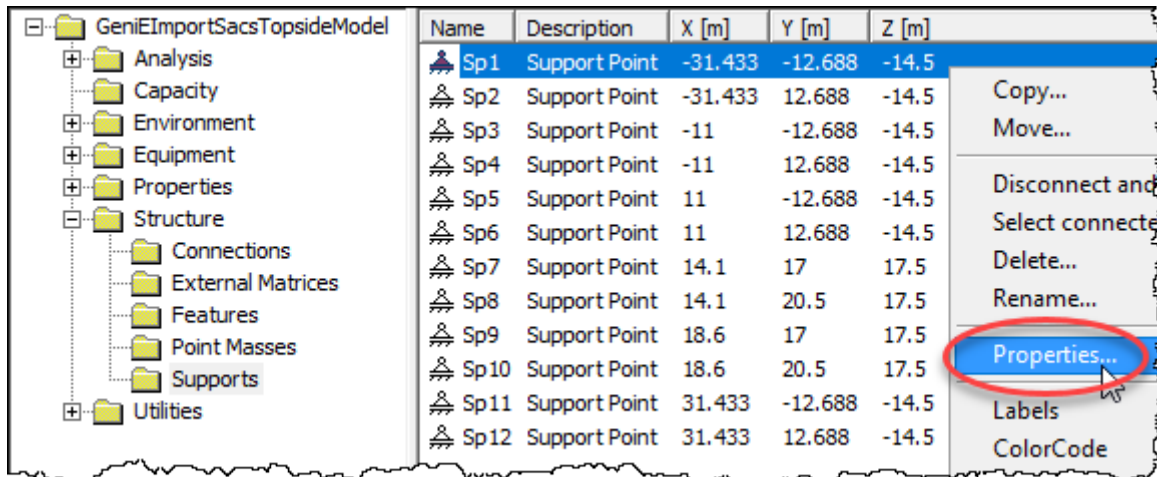 GeniEImportSacsTopsideModel
Analysis
Capacity
Environment
Equipment
Properties
Structure
Connections
External Matrices
Features
Point Masses
Supports
Utilities
Name Description X [m] Y [m] Z [m]
Sp1 Support Point -31.433 -12.688 -14.5
Sp2 Support Point -31.433 12.688 -14.5
Sp3 Support Point -11 -12.688 -14.5
Sp4 Support Point -11 12.688 -14.5
Sp5 Support Point 11 -12.688 -14.5
Sp6 Support Point 11 12.688 -14.5
Sp7 Support Point 14.1 17 17.5
Sp8 Support Point 14.1 20.5 17.5
Sp9 Support Point 18.6 17 17.5
Sp10 Support Point 18.6 20.5 17.5
Sp11 Support Point 31.433 -12.688 -14.5
Sp12 Support Point 31.433 12.688 -14.5
Copy...
Move...
Disconnect and
Select connecte
Delete...
Rename...
Properties...
Labels
ColorCode